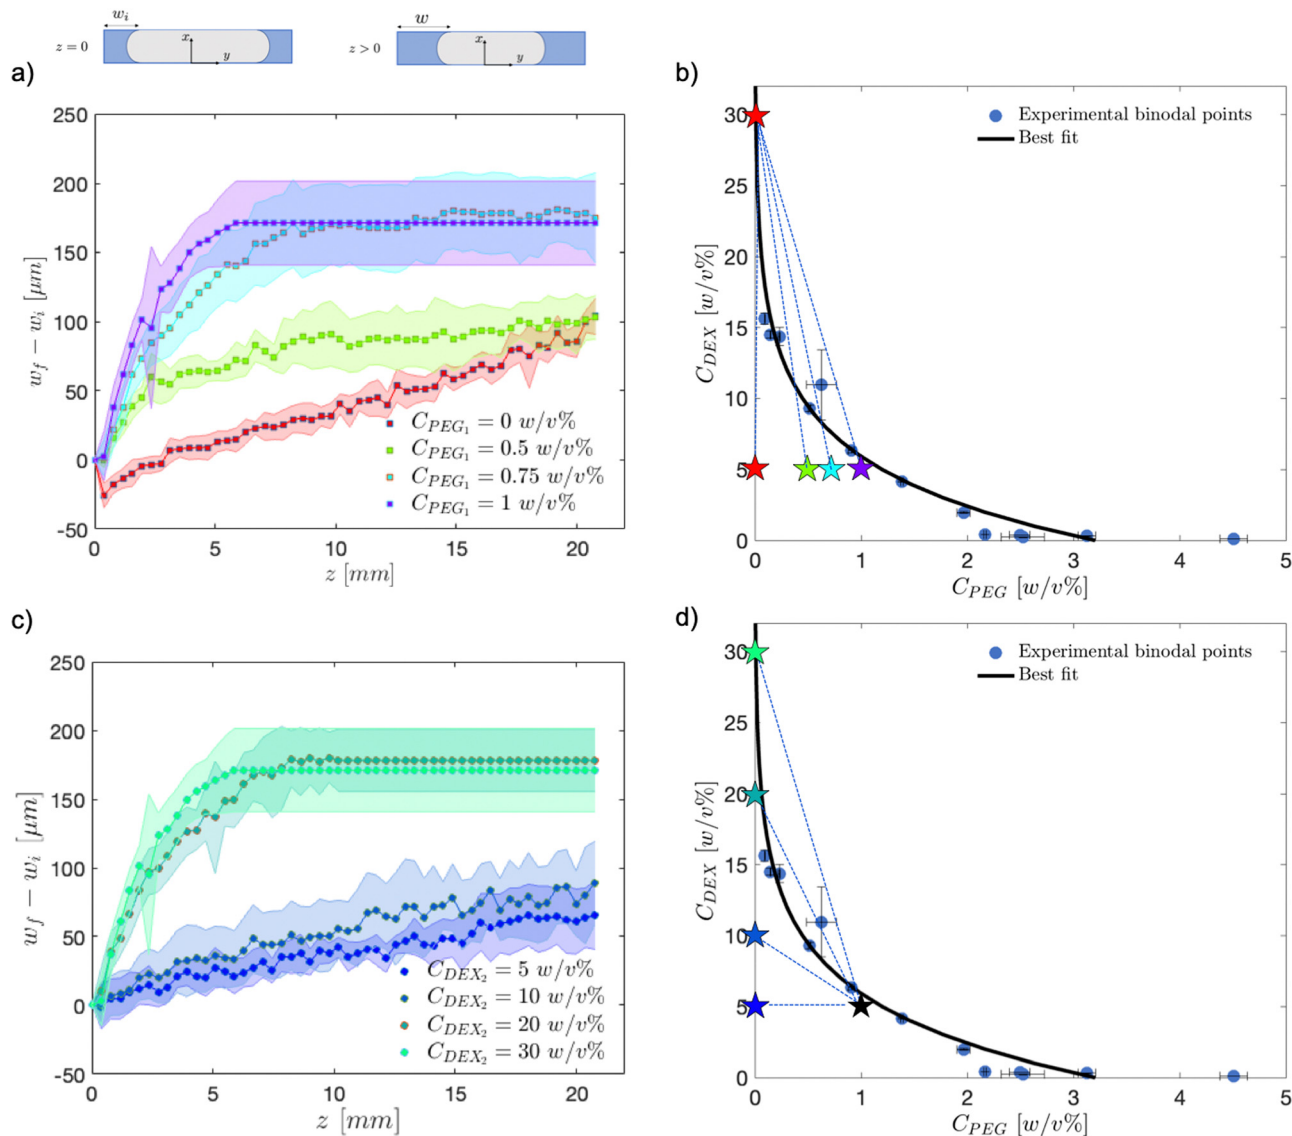 w_i
z = 0
x
y
w
z > 0
x
y
a)
250
200
150
100
50
0
-50
w_f − w_i [μm]
0 5 10 15 20
z [mm]
C_{PEG_1} = 0 w/v%
C_{PEG_1} = 0.5 w/v%
C_{PEG_1} = 0.75 w/v%
C_{PEG_1} = 1 w/v%
b)
30
25
20
15
10
5
0
C_{DEX} [w/v%]
0 1 2 3 4 5
C_{PEG} [w/v%]
Experimental binodal points
Best fit
c)
250
200
150
100
50
0
-50
w_f − w_i [μm]
0 5 10 15 20
z [mm]
C_{DEX_2} = 5 w/v%
C_{DEX_2} = 10 w/v%
C_{DEX_2} = 20 w/v%
C_{DEX_2} = 30 w/v%
d)
30
25
20
15
10
5
0
C_{DEX} [w/v%]
0 1 2 3 4 5
C_{PEG} [w/v%]
Experimental binodal points
Best fit